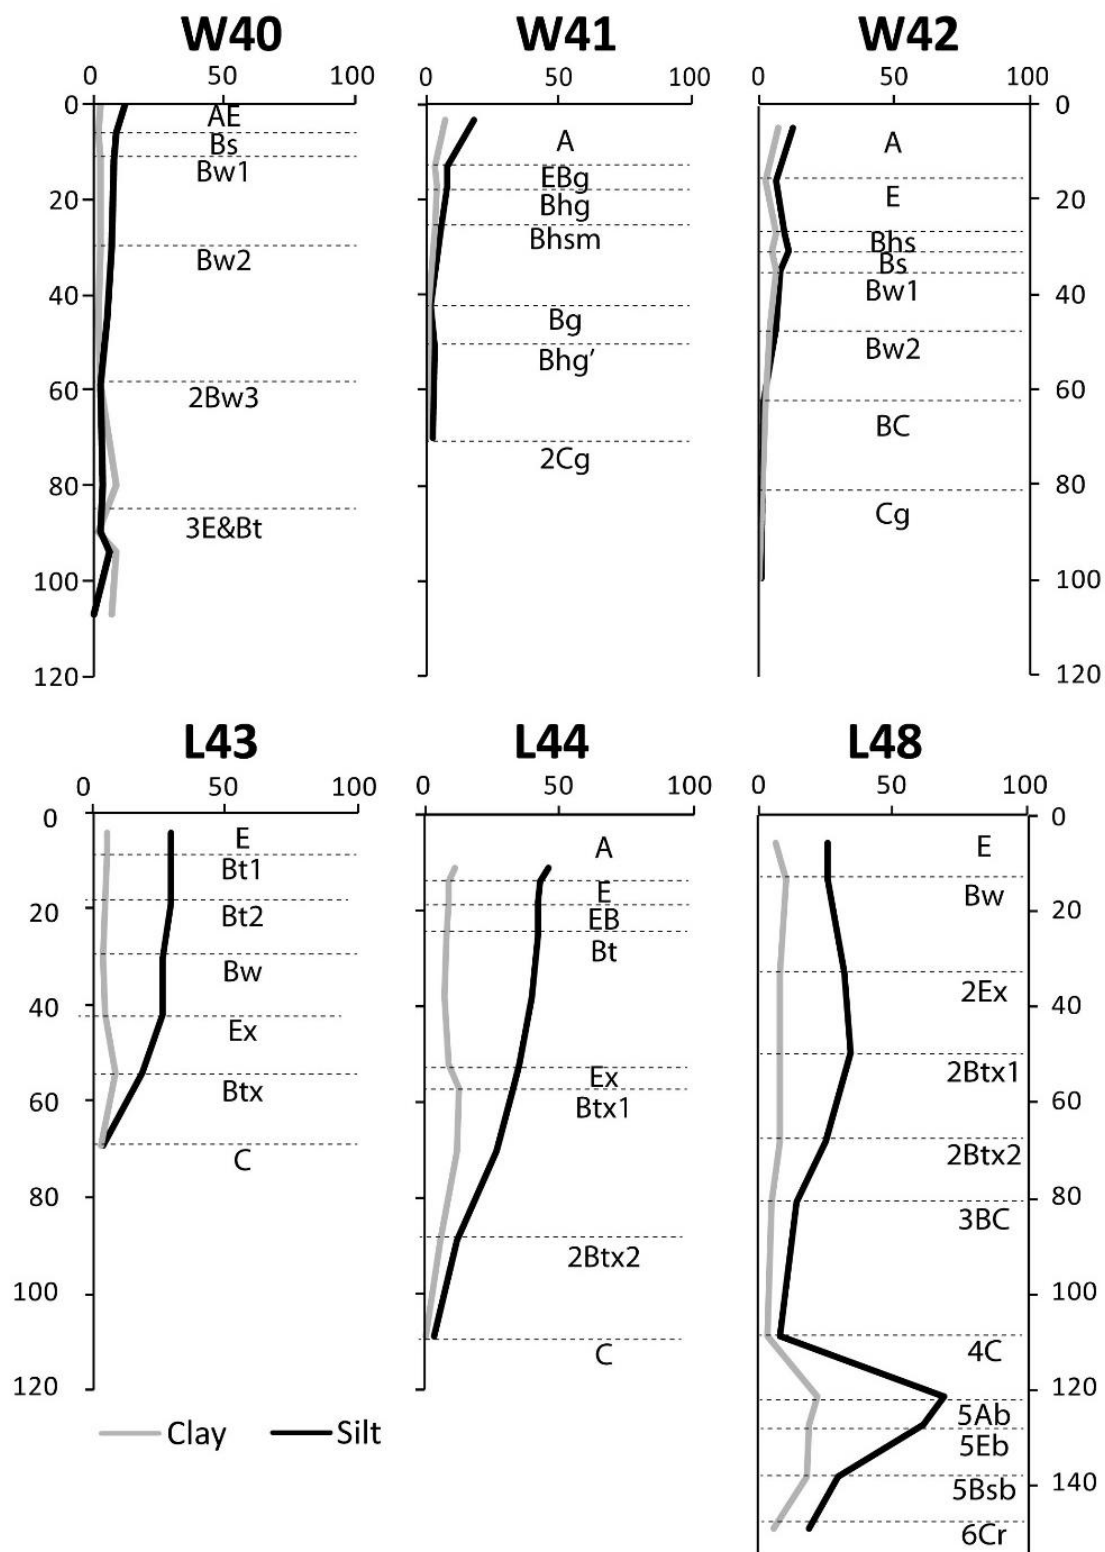 W40 W41 W42
0 50 100 0 50 100 0 50 100
0 AE 0
Bs A A
Bw1 EBg
20 Bhg E 20
Bhsm Bhs
Bw2 Bs
40 Bw1 40
Bg
Bhg′ Bw2
60 2Bw3 60
2Cg BC
80 80
3E&Bt Cg
100 100
120 120
L43 L44 L48
0 50 100 0 50 100 0 50 100
0 E A E 0
Bt1 E Bw
20 Bt2 EB 20
Bw Bt
40 Ex 2Ex 40
Btx Ex 2Btx1
60 Btx1 60
C 2Btx2
80 80
2Btx2 3BC
100 100
C 4C
120 120
Clay Silt 5Ab
5Eb
5Bsb 140
6Cr